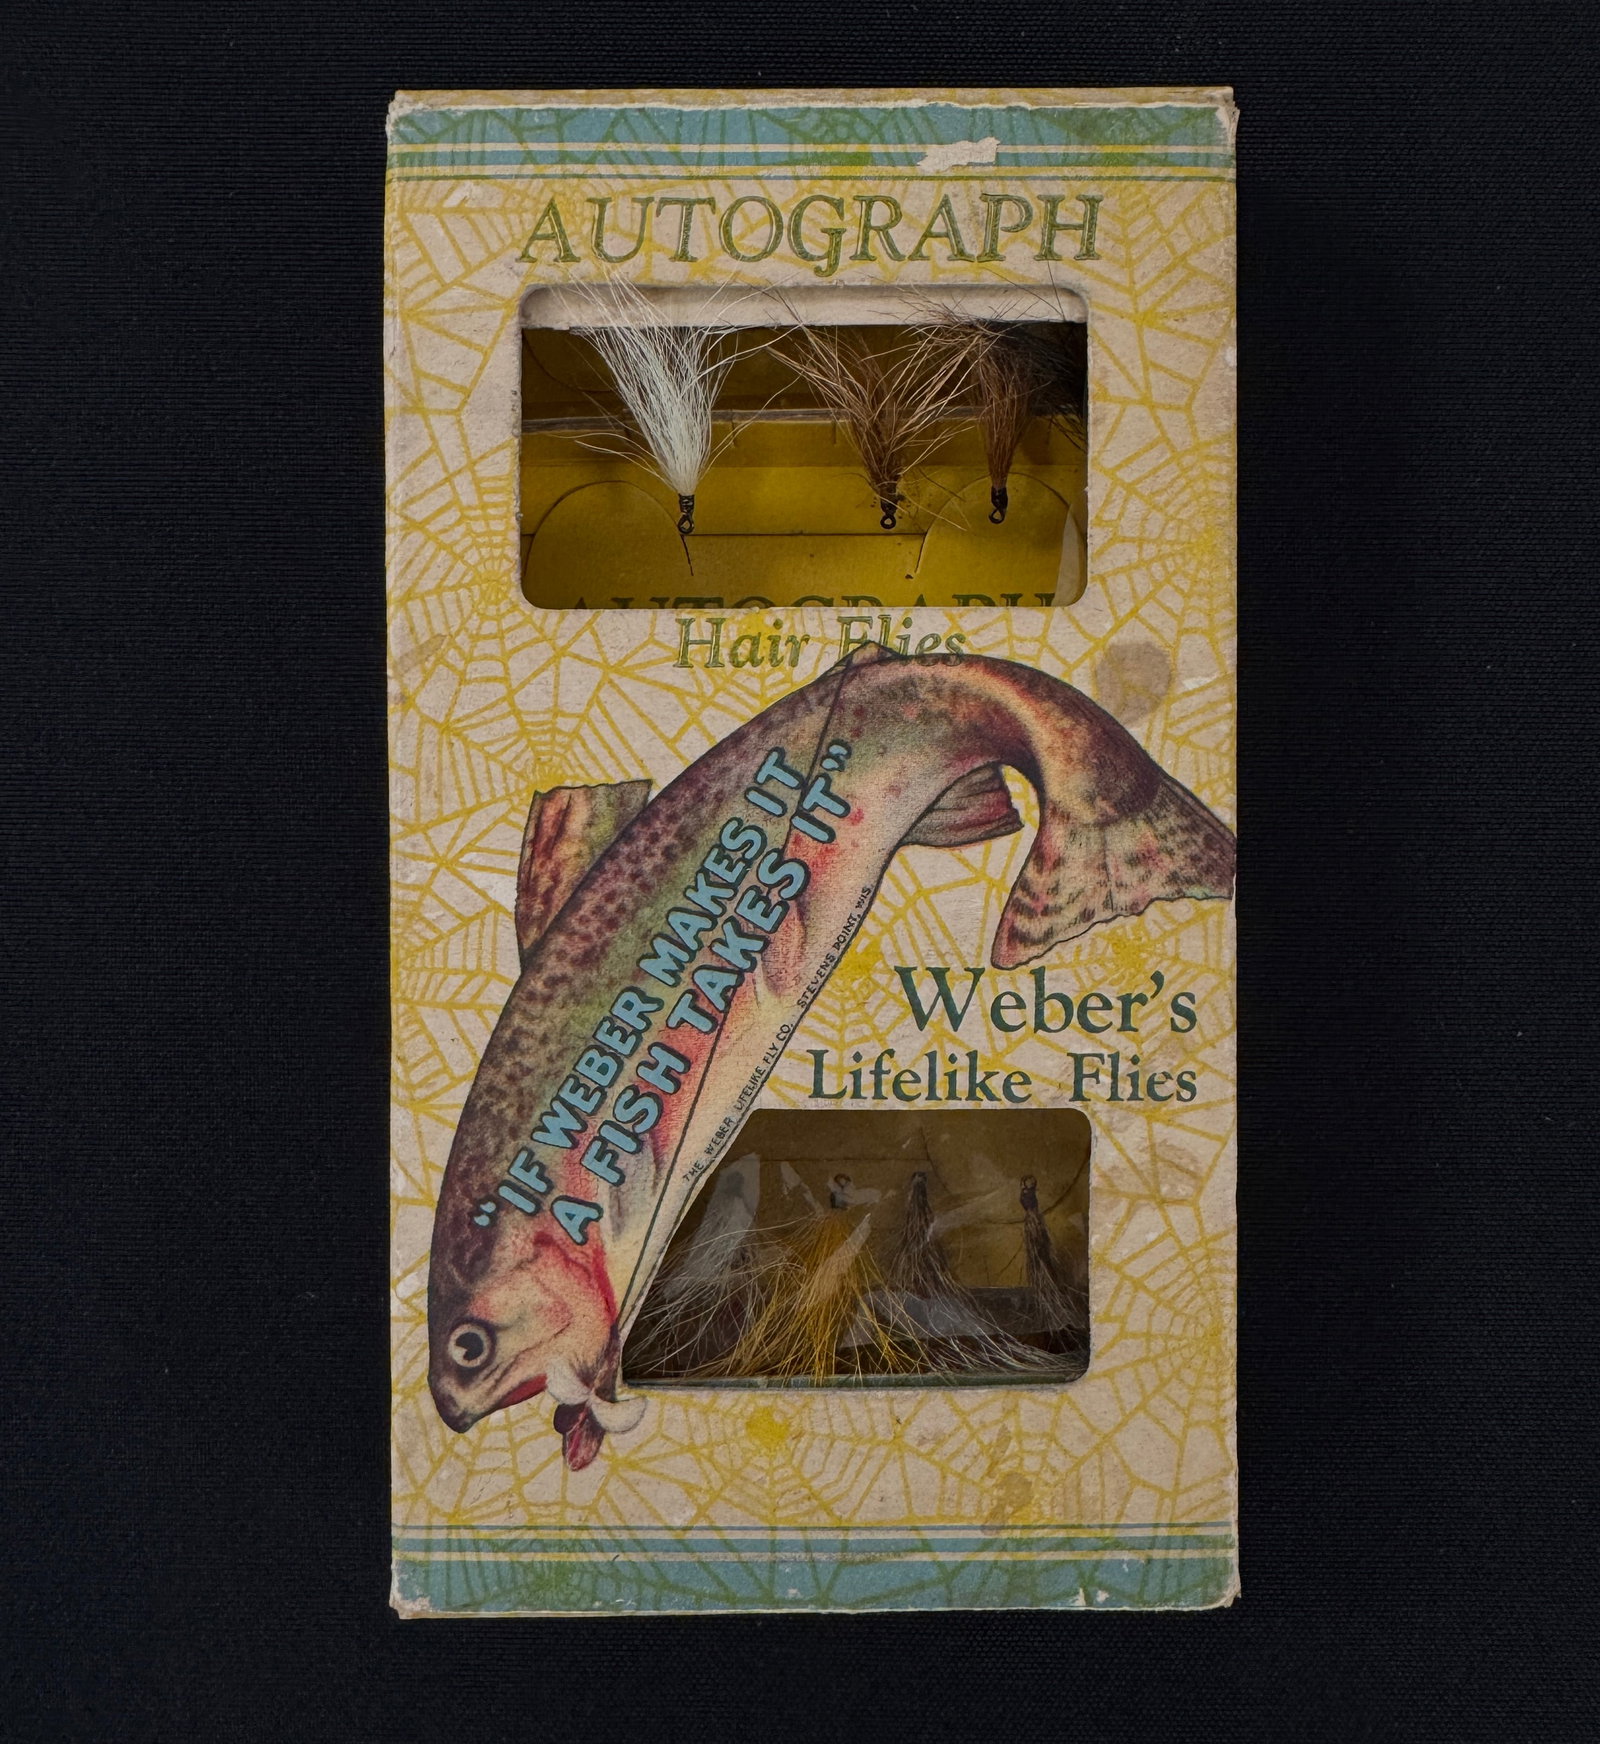 AUTOGRAPH
AUTOGRAPH
Hair Flies
"IF WEBER MAKES IT
A FISH TAKES IT"
THE WEBER LIFELIKE FLY CO. STEVENS POINT, WIS.
Weber's
Lifelike Flies